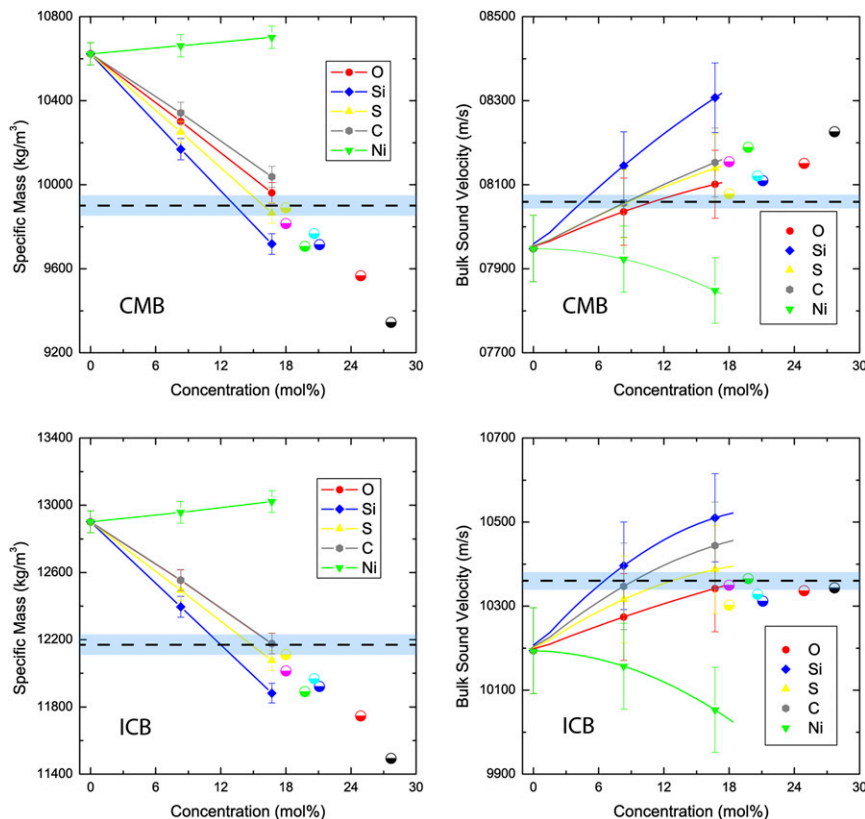 10800
10400
10000
9600
9200
Specific Mass (kg/m³)
O
Si
S
C
Ni
CMB
0 6 12 18 24 30
Concentration (mol%)
08500
08300
08100
07900
07700
Bulk Sound Velocity (m/s)
O
Si
S
C
Ni
CMB
0 6 12 18 24 30
Concentration (mol%)
13400
13000
12600
12200
11800
11400
Specific Mass (kg/m³)
O
Si
S
C
Ni
ICB
0 6 12 18 24 30
Concentration (mol%)
10700
10500
10300
10100
9900
Bulk Sound Velocity (m/s)
O
Si
S
C
Ni
ICB
0 6 12 18 24 30
Concentration (mol%)